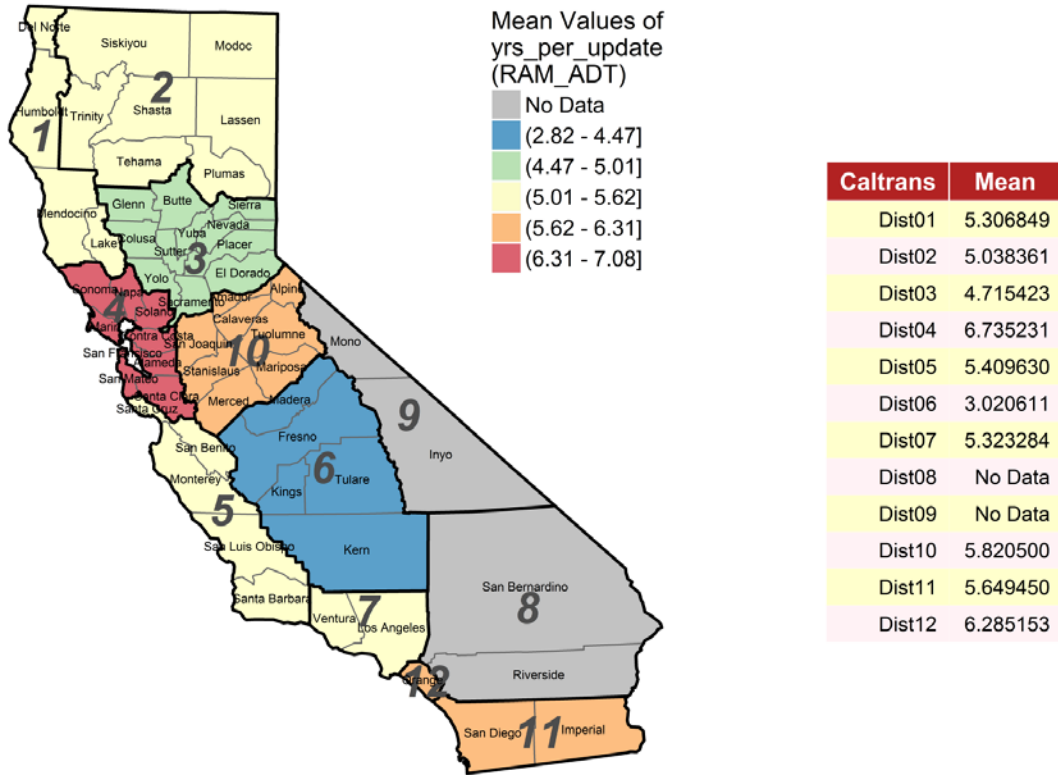 Mean Values of
yrs_per_update
(RAM_ADT)
No Data
(2.82 - 4.47]
(4.47 - 5.01]
(5.01 - 5.62]
(5.62 - 6.31]
(6.31 - 7.08]
Del Norte
Siskiyou
Modoc
2
Humboldt
1
Trinity
Shasta
Lassen
Tehama
Plumas
Mendocino
Lake
Glenn
Butte
Sierra
Colusa
Yuba
Nevada
Sutter
Placer
3
Yolo
El Dorado
Sacramento
Sonoma
Napa
4
Solano
Marin
Contra Costa
San Francisco
Alameda
San Mateo
Santa Clara
Santa Cruz
Amador
Alpine
Calaveras
San Joaquin
Tuolumne
10
Stanislaus
Mariposa
Merced
Mono
9
Inyo
Madera
Fresno
6
Kings
Tulare
Kern
San Benito
Monterey
5
San Luis Obispo
Santa Barbara
7
Ventura
Los Angeles
San Bernardino
8
Riverside
Orange
12
San Diego
11
Imperial
Caltrans Mean
Dist01 5.306849
Dist02 5.038361
Dist03 4.715423
Dist04 6.735231
Dist05 5.409630
Dist06 3.020611
Dist07 5.323284
Dist08 No Data
Dist09 No Data
Dist10 5.820500
Dist11 5.649450
Dist12 6.285153